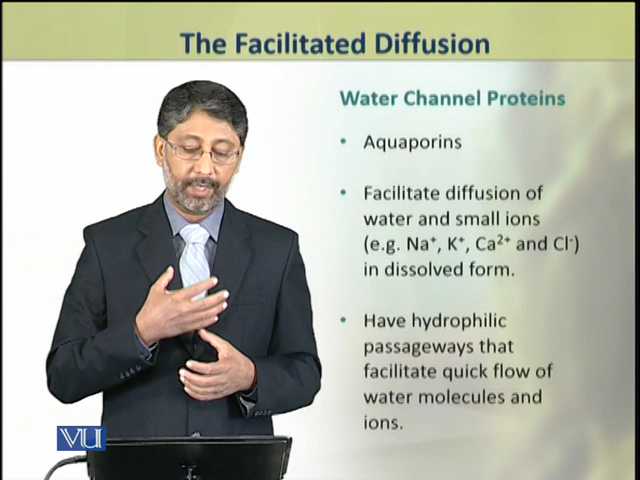 The Facilitated Diffusion
Water Channel Proteins
• Aquaporins
• Facilitate diffusion of
water and small ions
(e.g. Na⁺, K⁺, Ca²⁺ and Cl⁻)
in dissolved form.
• Have hydrophilic
passageways that
facilitate quick flow of
water molecules and
ions.
VU